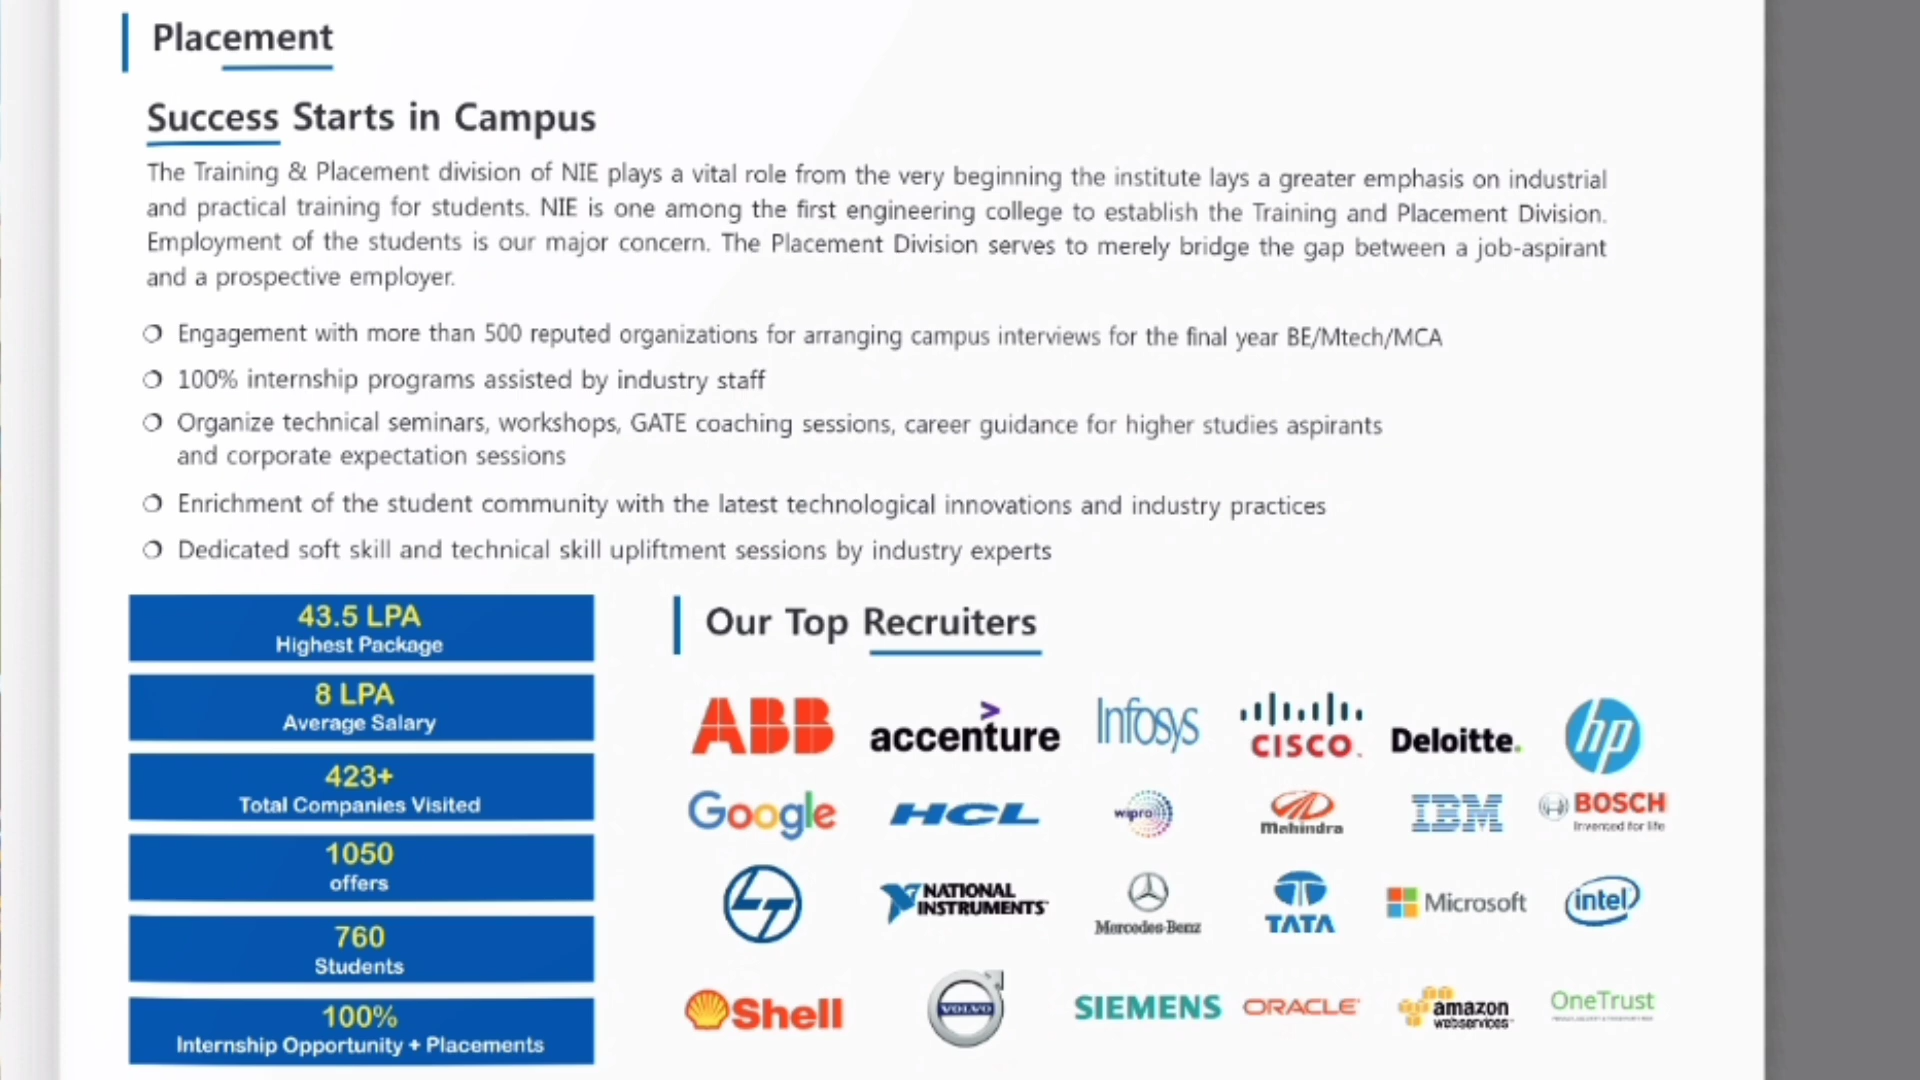 Placement
Success Starts in Campus
The Training & Placement division of NIE plays a vital role from the very beginning the institute lays a greater emphasis on industrial
and practical training for students. NIE is one among the first engineering college to establish the Training and Placement Division.
Employment of the students is our major concern. The Placement Division serves to merely bridge the gap between a job-aspirant
and a prospective employer.
Engagement with more than 500 reputed organizations for arranging campus interviews for the final year BE/Mtech/MCA
100% internship programs assisted by industry staff
Organize technical seminars, workshops, GATE coaching sessions, career guidance for higher studies aspirants
and corporate expectation sessions
Enrichment of the student community with the latest technological innovations and industry practices
Dedicated soft skill and technical skill upliftment sessions by industry experts
43.5 LPA
Highest Package
8 LPA
Average Salary
423+
Total Companies Visited
1050
offers
760
Students
100%
Internship Opportunity + Placements
Our Top Recruiters
ABB accenture Infosys CISCO Deloitte. hp
Google HCL wipro Mahindra IBM BOSCH
Invented for life
LT NATIONAL INSTRUMENTS Mercedes-Benz TATA Microsoft intel
Shell VOLVO SIEMENS ORACLE amazon webservices OneTrust